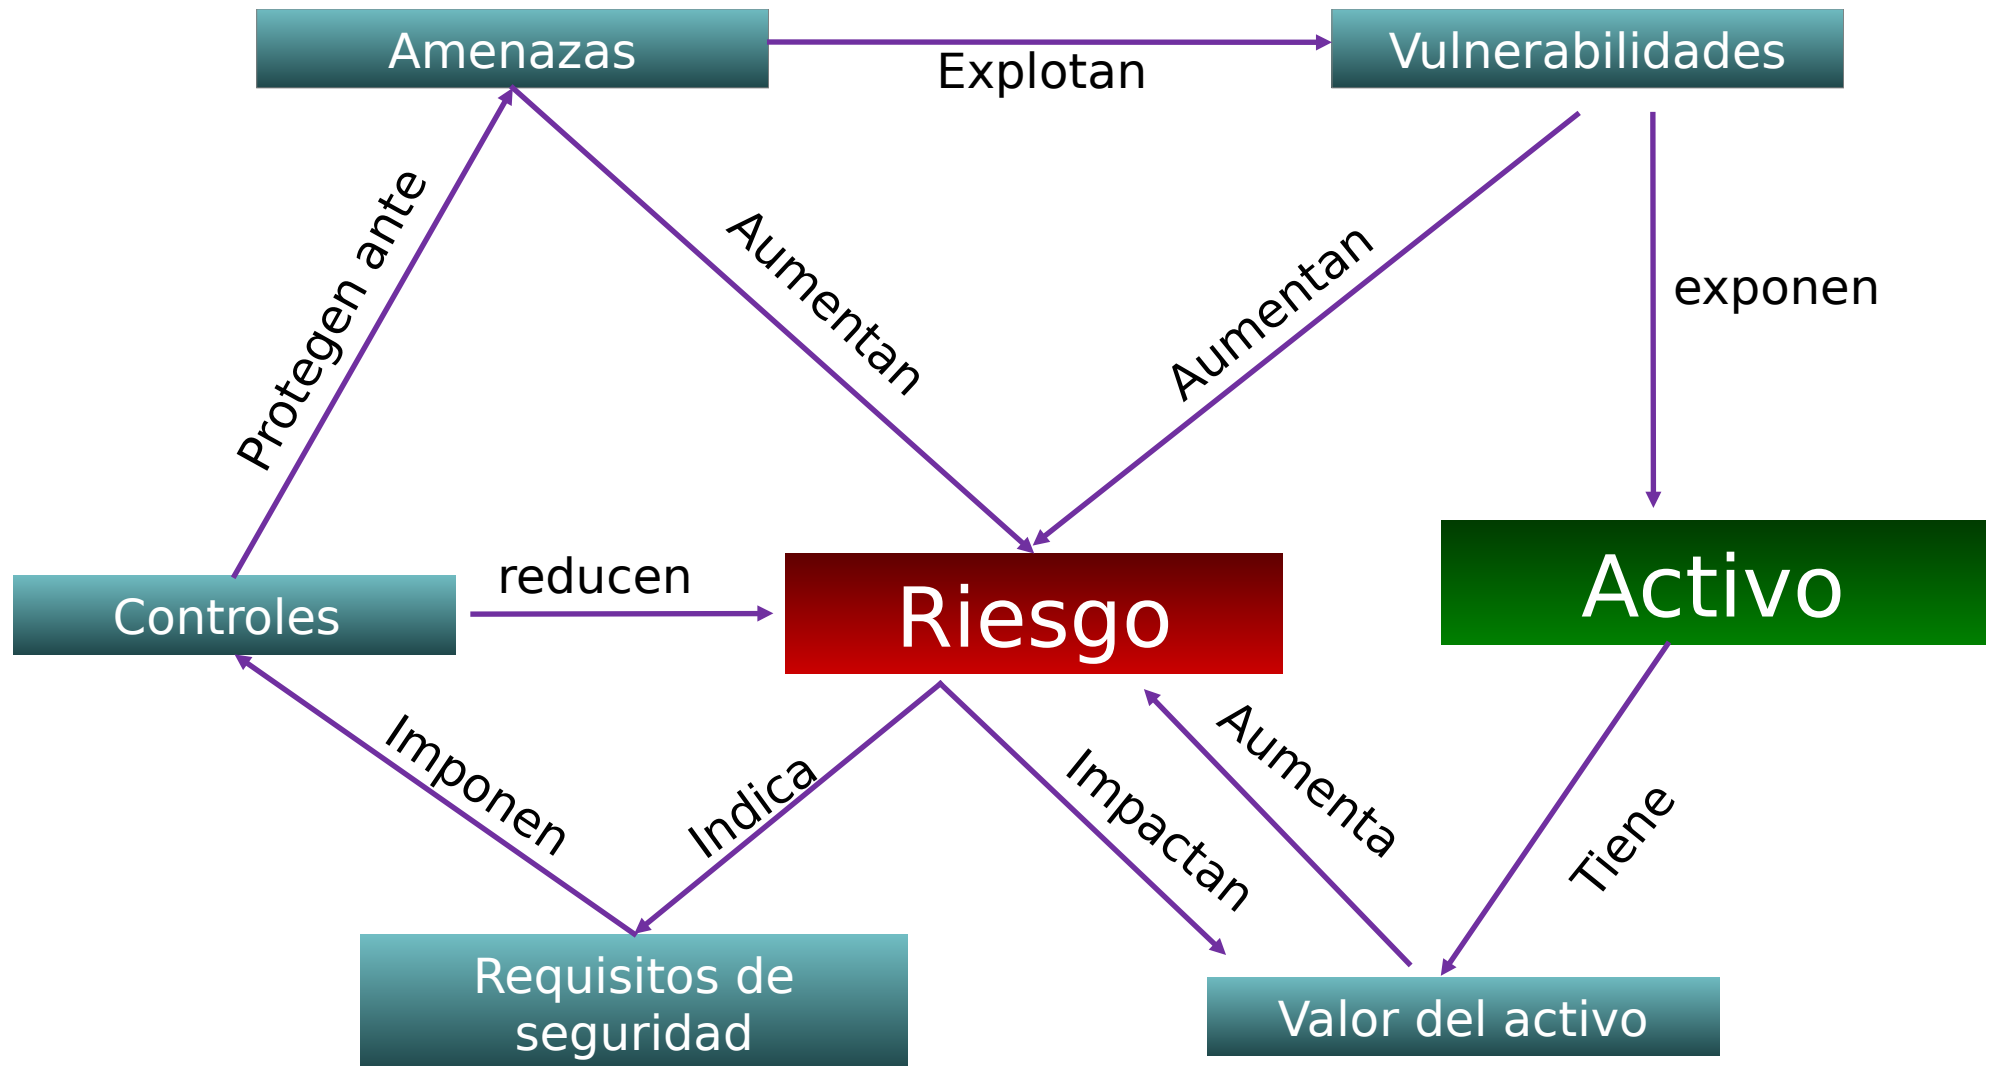 Amenazas
Explotan
Vulnerabilidades
Protegen ante
Aumentan
Aumentan
exponen
Controles
reducen
Riesgo
Activo
Imponen
Indica
Impactan
Aumenta
Tiene
Requisitos de
seguridad
Valor del activo